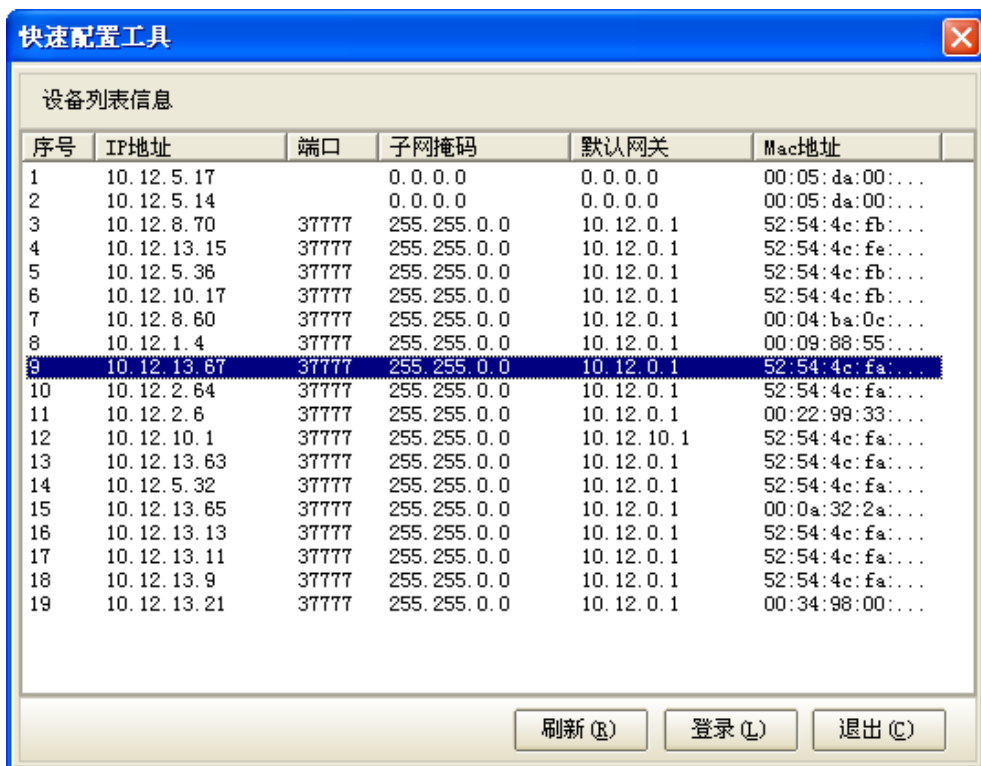 快速配置工具
设备列表信息
序号 IP地址 端口 子网掩码 默认网关 Mac地址
1 10.12.5.17 0.0.0.0 0.0.0.0 00:05:da:00:...
2 10.12.5.14 0.0.0.0 0.0.0.0 00:05:da:00:...
3 10.12.8.70 37777 255.255.0.0 10.12.0.1 52:54:4c:fb:...
4 10.12.13.15 37777 255.255.0.0 10.12.0.1 52:54:4c:fe:...
5 10.12.5.36 37777 255.255.0.0 10.12.0.1 52:54:4c:fb:...
6 10.12.10.17 37777 255.255.0.0 10.12.0.1 52:54:4c:fb:...
7 10.12.8.60 37777 255.255.0.0 10.12.0.1 00:04:ba:0c:...
8 10.12.1.4 37777 255.255.0.0 10.12.0.1 00:09:88:55:...
9 10.12.13.67 37777 255.255.0.0 10.12.0.1 52:54:4c:fa:...
10 10.12.2.64 37777 255.255.0.0 10.12.0.1 52:54:4c:fa:...
11 10.12.2.6 37777 255.255.0.0 10.12.0.1 00:22:99:33:...
12 10.12.10.1 37777 255.255.0.0 10.12.10.1 52:54:4c:fa:...
13 10.12.13.63 37777 255.255.0.0 10.12.0.1 52:54:4c:fa:...
14 10.12.5.32 37777 255.255.0.0 10.12.0.1 52:54:4c:fa:...
15 10.12.13.65 37777 255.255.0.0 10.12.0.1 00:0a:32:2a:...
16 10.12.13.13 37777 255.255.0.0 10.12.0.1 52:54:4c:fa:...
17 10.12.13.11 37777 255.255.0.0 10.12.0.1 52:54:4c:fa:...
18 10.12.13.9 37777 255.255.0.0 10.12.0.1 52:54:4c:fa:...
19 10.12.13.21 37777 255.255.0.0 10.12.0.1 00:34:98:00:...
刷新(R) 登录(L) 退出(C)